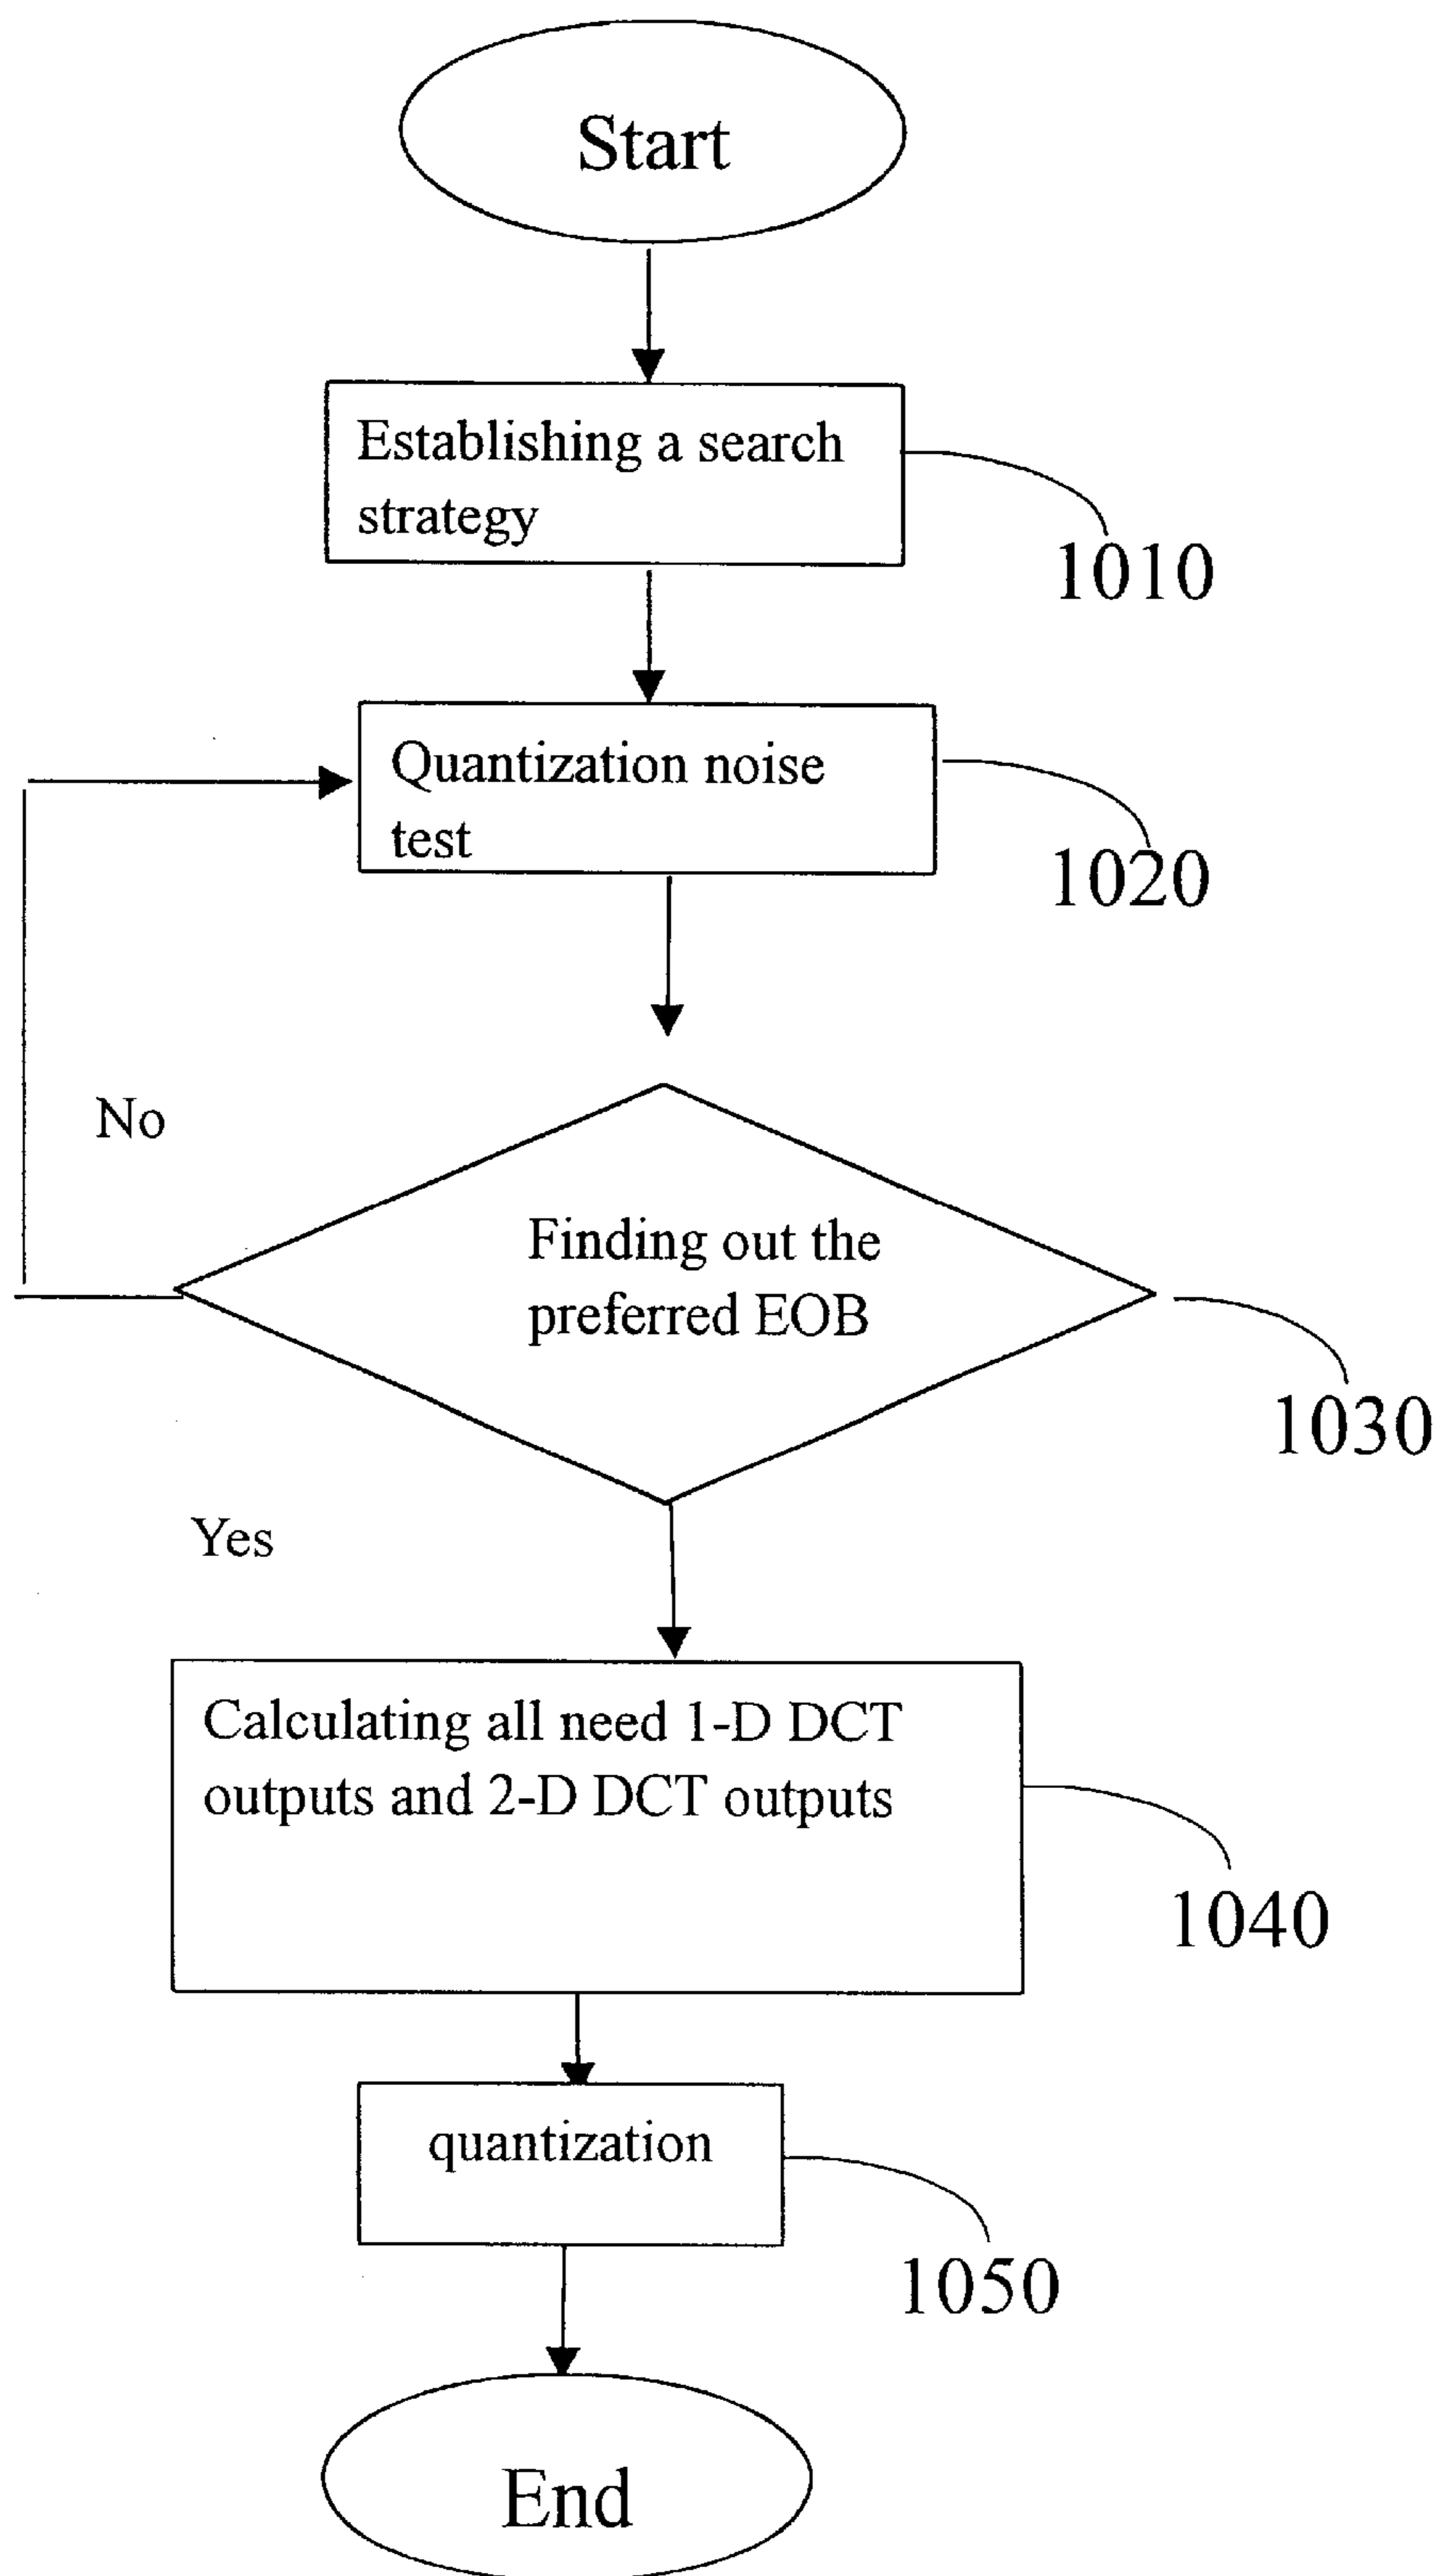 Start
Establishing a search
strategy
1010
Quantization noise
test
1020
No
Finding out the
preferred EOB
1030
Yes
Calculating all need 1-D DCT
outputs and 2-D DCT outputs
1040
quantization
1050
End